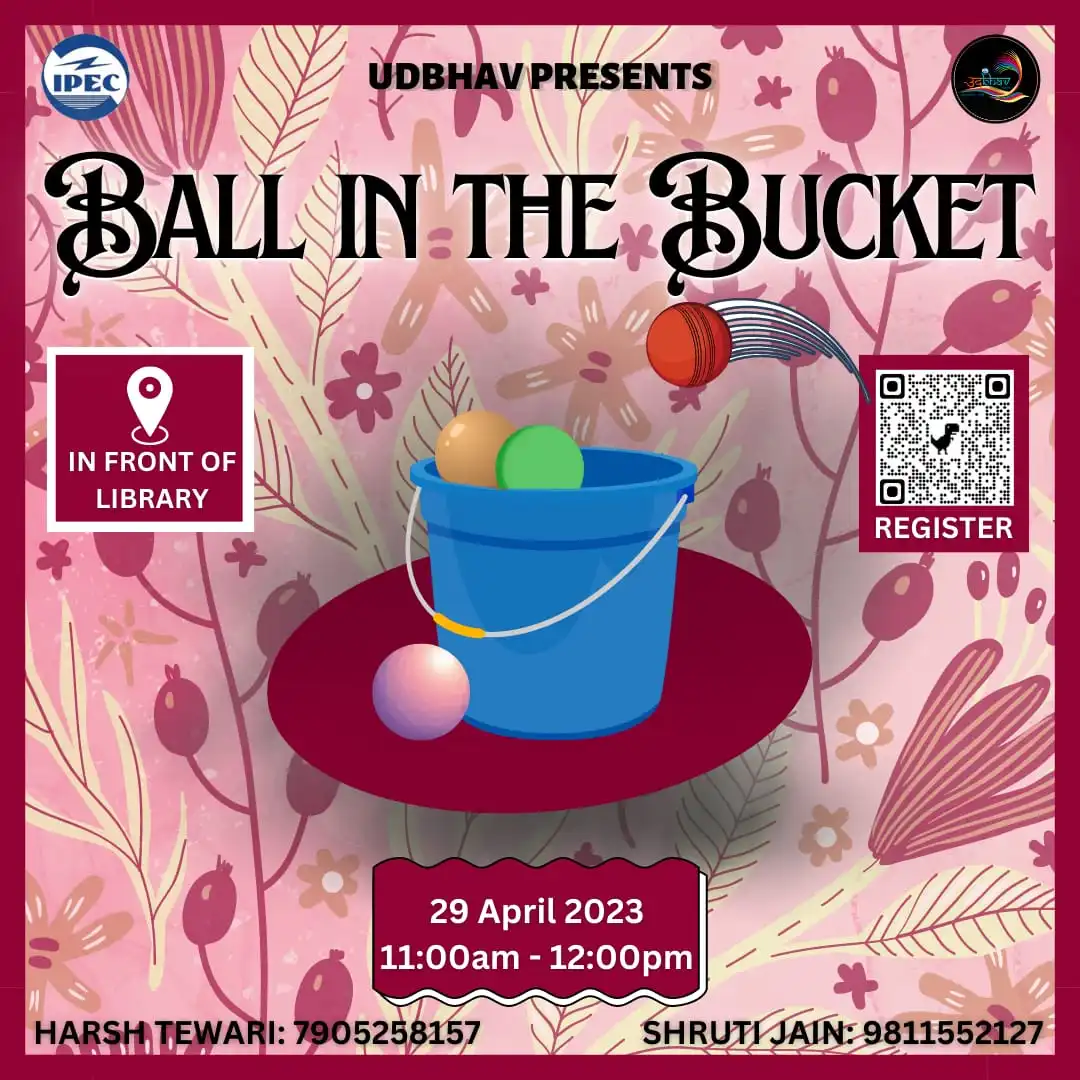 IPEC
UDBHAV PRESENTS
उदbhav
BALL IN THE BUCKET
IN FRONT OF
LIBRARY
REGISTER
29 April 2023
11:00am - 12:00pm
HARSH TEWARI: 7905258157
SHRUTI JAIN: 9811552127